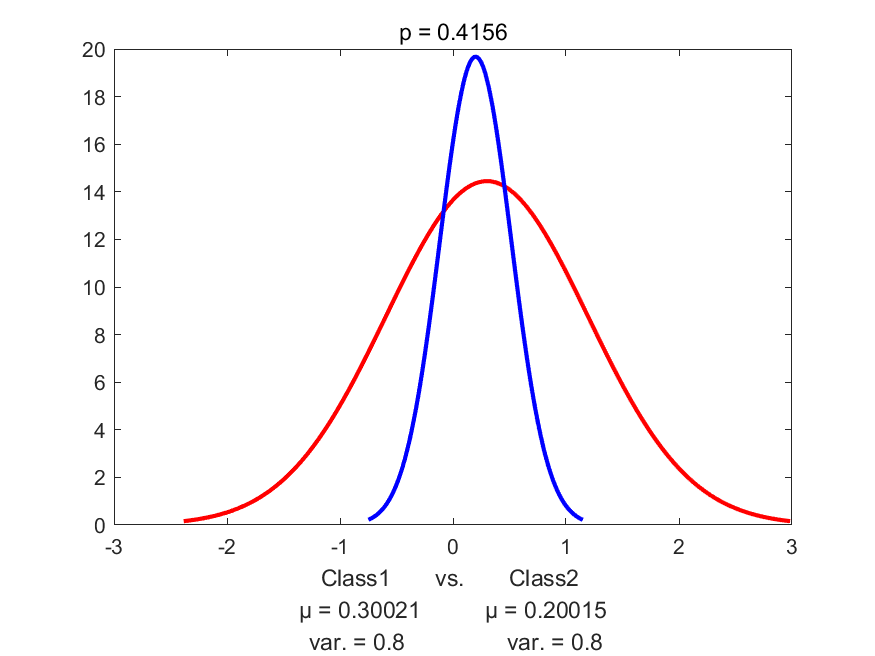 p = 0.4156
20
18
16
14
12
10
8
6
4
2
0
-3 -2 -1 0 1 2 3
Class1 vs. Class2
μ = 0.30021 μ = 0.20015
var. = 0.8 var. = 0.8